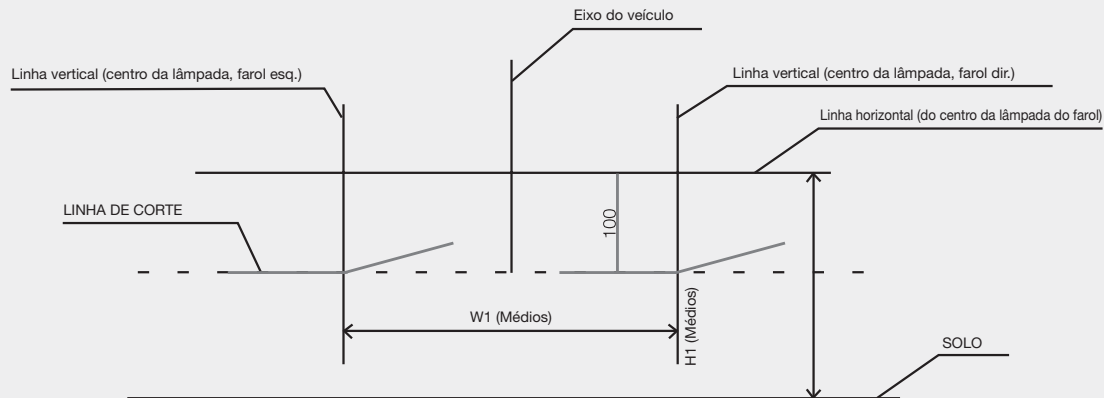 Eixo do veículo
Linha vertical (centro da lâmpada, farol esq.)
Linha vertical (centro da lâmpada, farol dir.)
Linha horizontal (do centro da lâmpada do farol)
LINHA DE CORTE
100
W1 (Médios)
H1 (Médios)
SOLO